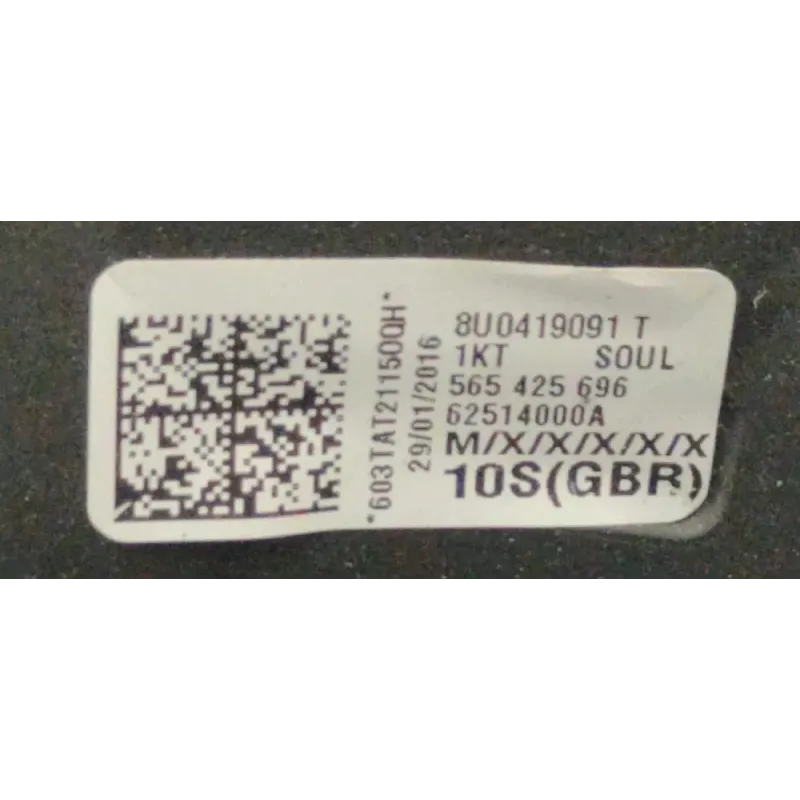 *603TAT21150QH*
29/01/2016
8U0419091 T
1KT SOUL
565 425 696
62514000A
M/X/X/X/X/X
10S(GBR)